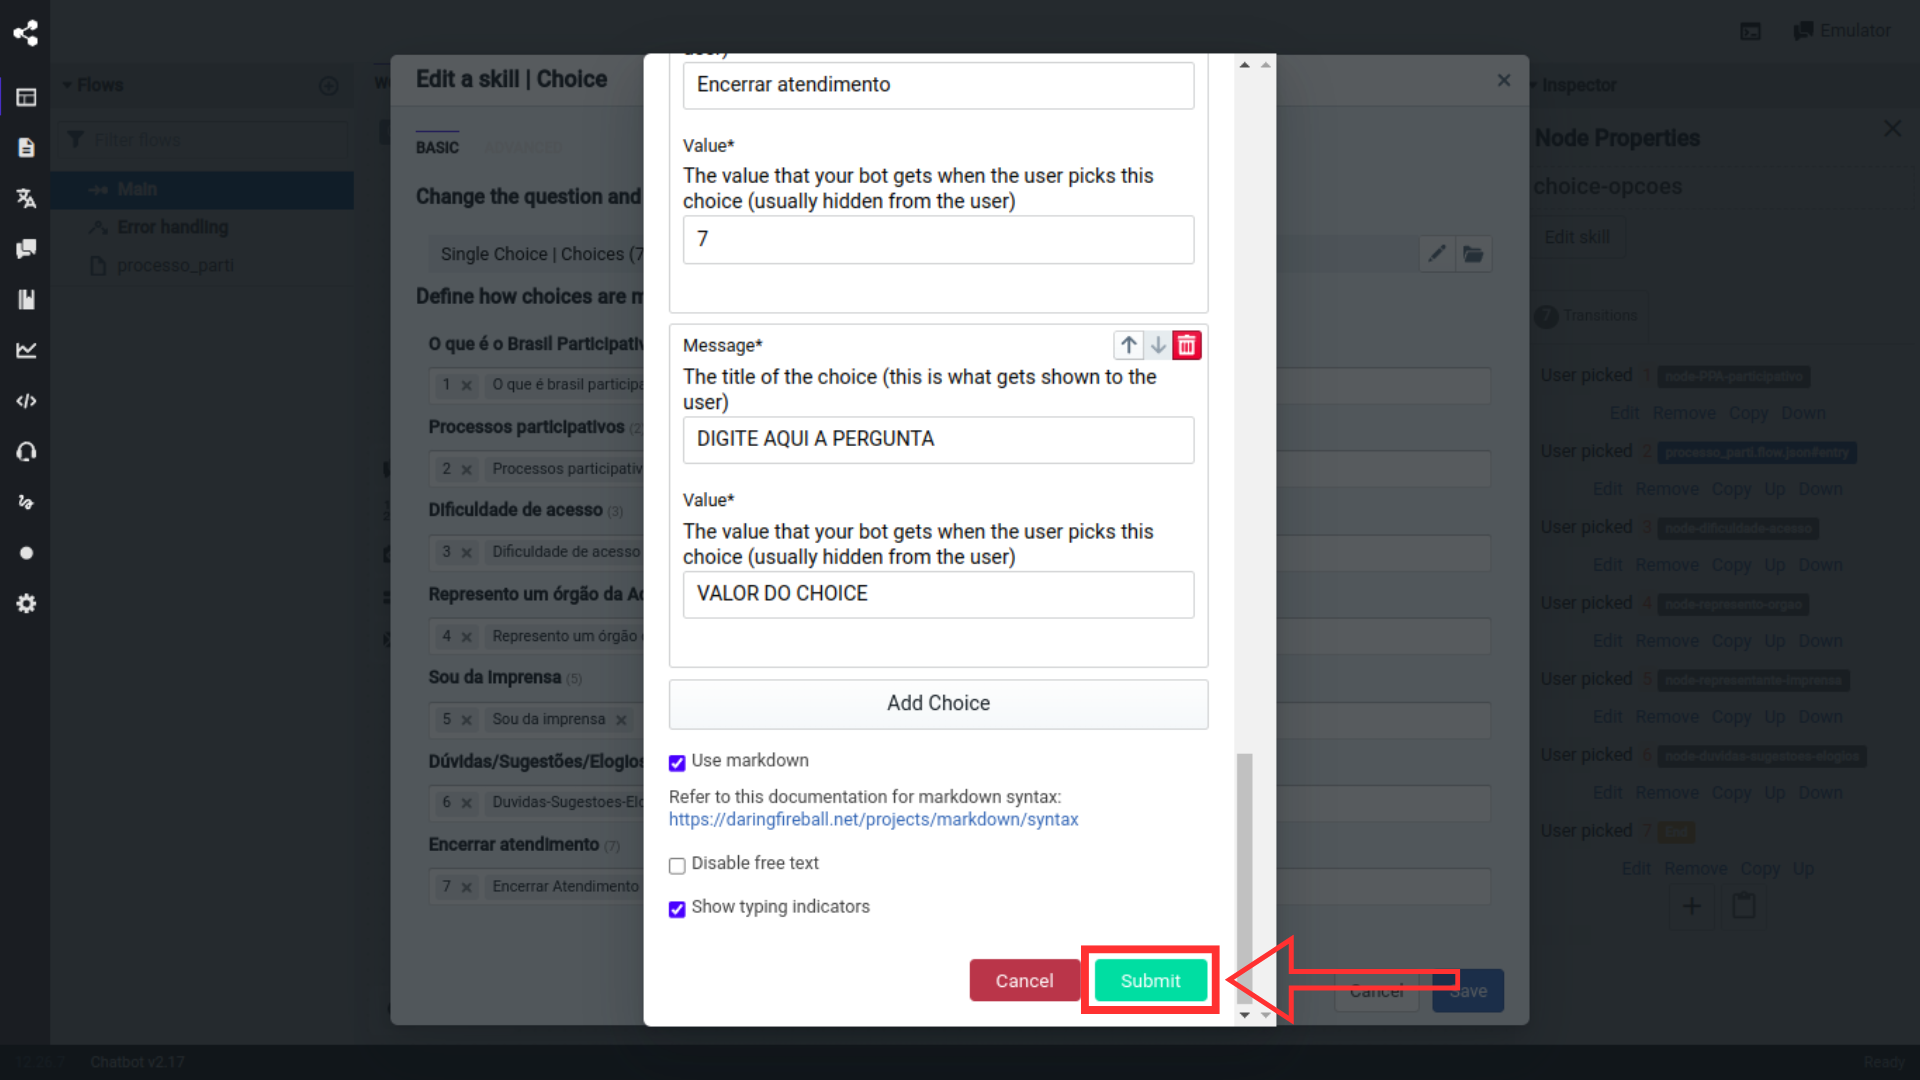 Emulator
Flows
Filter flows
Main
Error handling
processo_parti
Edit a skill | Choice
BASIC
ADVANCED
Change the question and
Single Choice | Choices (7
Define how choices are m
O que é o Brasil Participativ
1
O que é brasil participa
Processos participativos (2)
2
Processos participativ
Dificuldade de acesso (3)
3
Dificuldade de acesso
Represento um órgão da Ad
4
Represento um órgão
Sou da Imprensa (5)
5
Sou da imprensa
Dúvidas/Sugestões/Elogios
6
Duvidas-Sugestoes-Elo
Encerrar atendimento (7)
7
Encerrar Atendimento
user)
Encerrar atendimento
Value*
The value that your bot gets when the user picks this
choice (usually hidden from the user)
7
Message*
The title of the choice (this is what gets shown to the
user)
DIGITE AQUI A PERGUNTA
Value*
The value that your bot gets when the user picks this
choice (usually hidden from the user)
VALOR DO CHOICE
Add Choice
Use markdown
Refer to this documentation for markdown syntax:
https://daringfireball.net/projects/markdown/syntax
Disable free text
Show typing indicators
Cancel Submit
Cancel Save
Inspector
Node Properties
choice-opcoes
Edit skill
7 Transitions
User picked 1 node-PPA-participativo
Edit Remove Copy Down
User picked 2 processo_parti.flow.json#entry
Edit Remove Copy Up Down
User picked 3 node-dificuldade-acesso
Edit Remove Copy Up Down
User picked 4 node-represento-orgao
Edit Remove Copy Up Down
User picked 5 node-representante-imprensa
Edit Remove Copy Up Down
User picked 6 node-duvidas-sugestoes-elogios
Edit Remove Copy Up Down
User picked 7 End
Edit Remove Copy Up
Chatbot v2.17
Ready